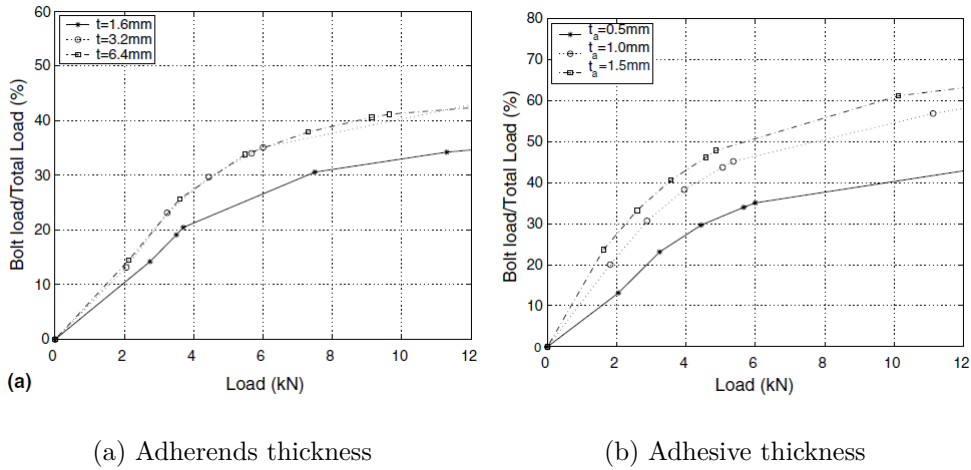 60
50
40
30
20
10
0
Bolt load/Total Load (%)
t=1.6mm
t=3.2mm
t=6.4mm
0 2 4 6 8 10 12
Load (kN)
(a)
80
70
60
50
40
30
20
10
0
Bolt load/Total Load (%)
t_a=0.5mm
t_a=1.0mm
t_a=1.5mm
0 2 4 6 8 10 12
Load (kN)
(a) Adherends thickness
(b) Adhesive thickness